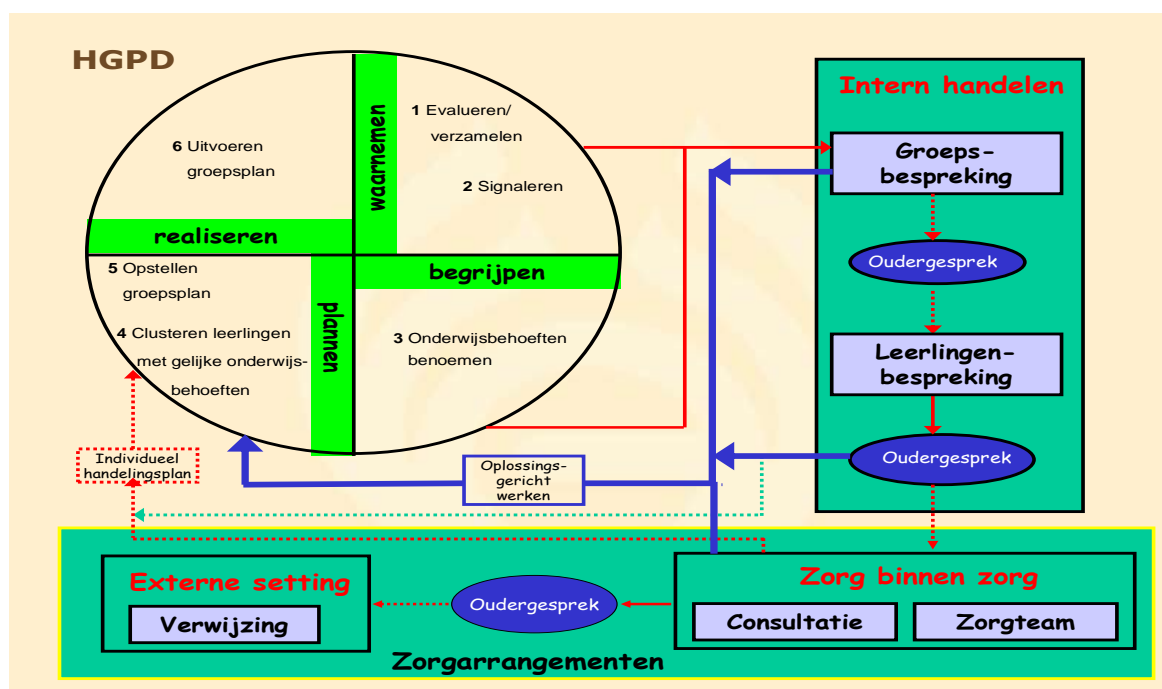 HGPD
waarnemen
1 Evalueren/
verzamelen
2 Signaleren
6 Uitvoeren
groepsplan
realiseren
begrijpen
5 Opstellen
groepsplan
4 Clusteren leerlingen
met gelijke onderwijs-
behoeften
plannen
3 Onderwijsbehoeften
benoemen
Intern handelen
Groeps-
bespreking
Oudergesprek
Leerlingen-
bespreking
Oudergesprek
Individueel
handelingsplan
Oplossings-
gericht
werken
Externe setting
Verwijzing
Oudergesprek
Zorg binnen zorg
Consultatie
Zorgteam
Zorgarrangementen